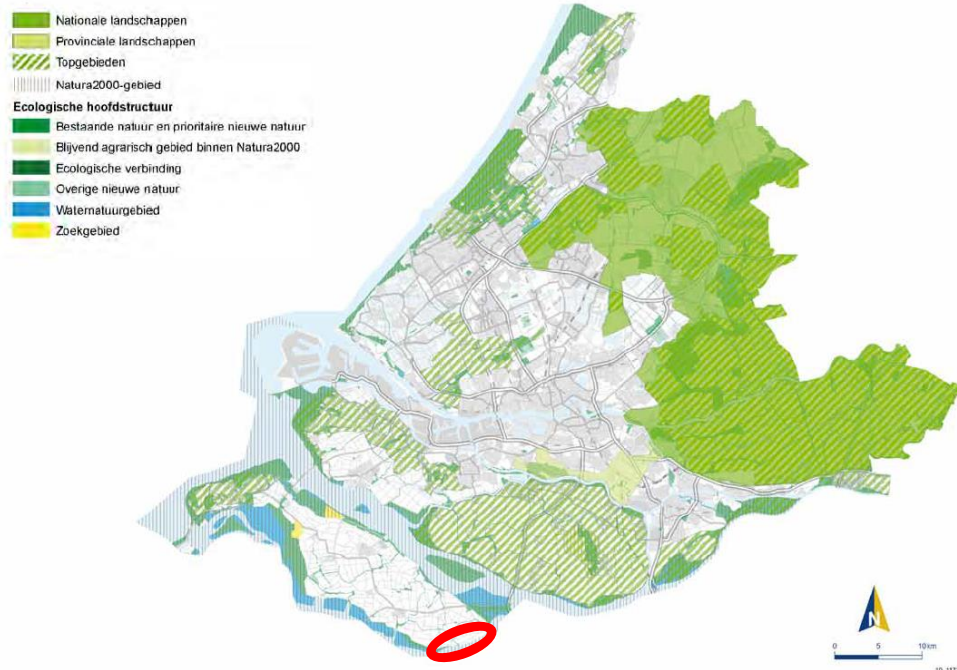 Nationale landschappen
Provinciale landschappen
Topgebieden
Natura2000-gebied
Ecologische hoofdstructuur
Bestaande natuur en prioritaire nieuwe natuur
Blijvend agrarisch gebied binnen Natura2000
Ecologische verbinding
Overige nieuwe natuur
Waternatuurgebied
Zoekgebied
N
0 5 10km